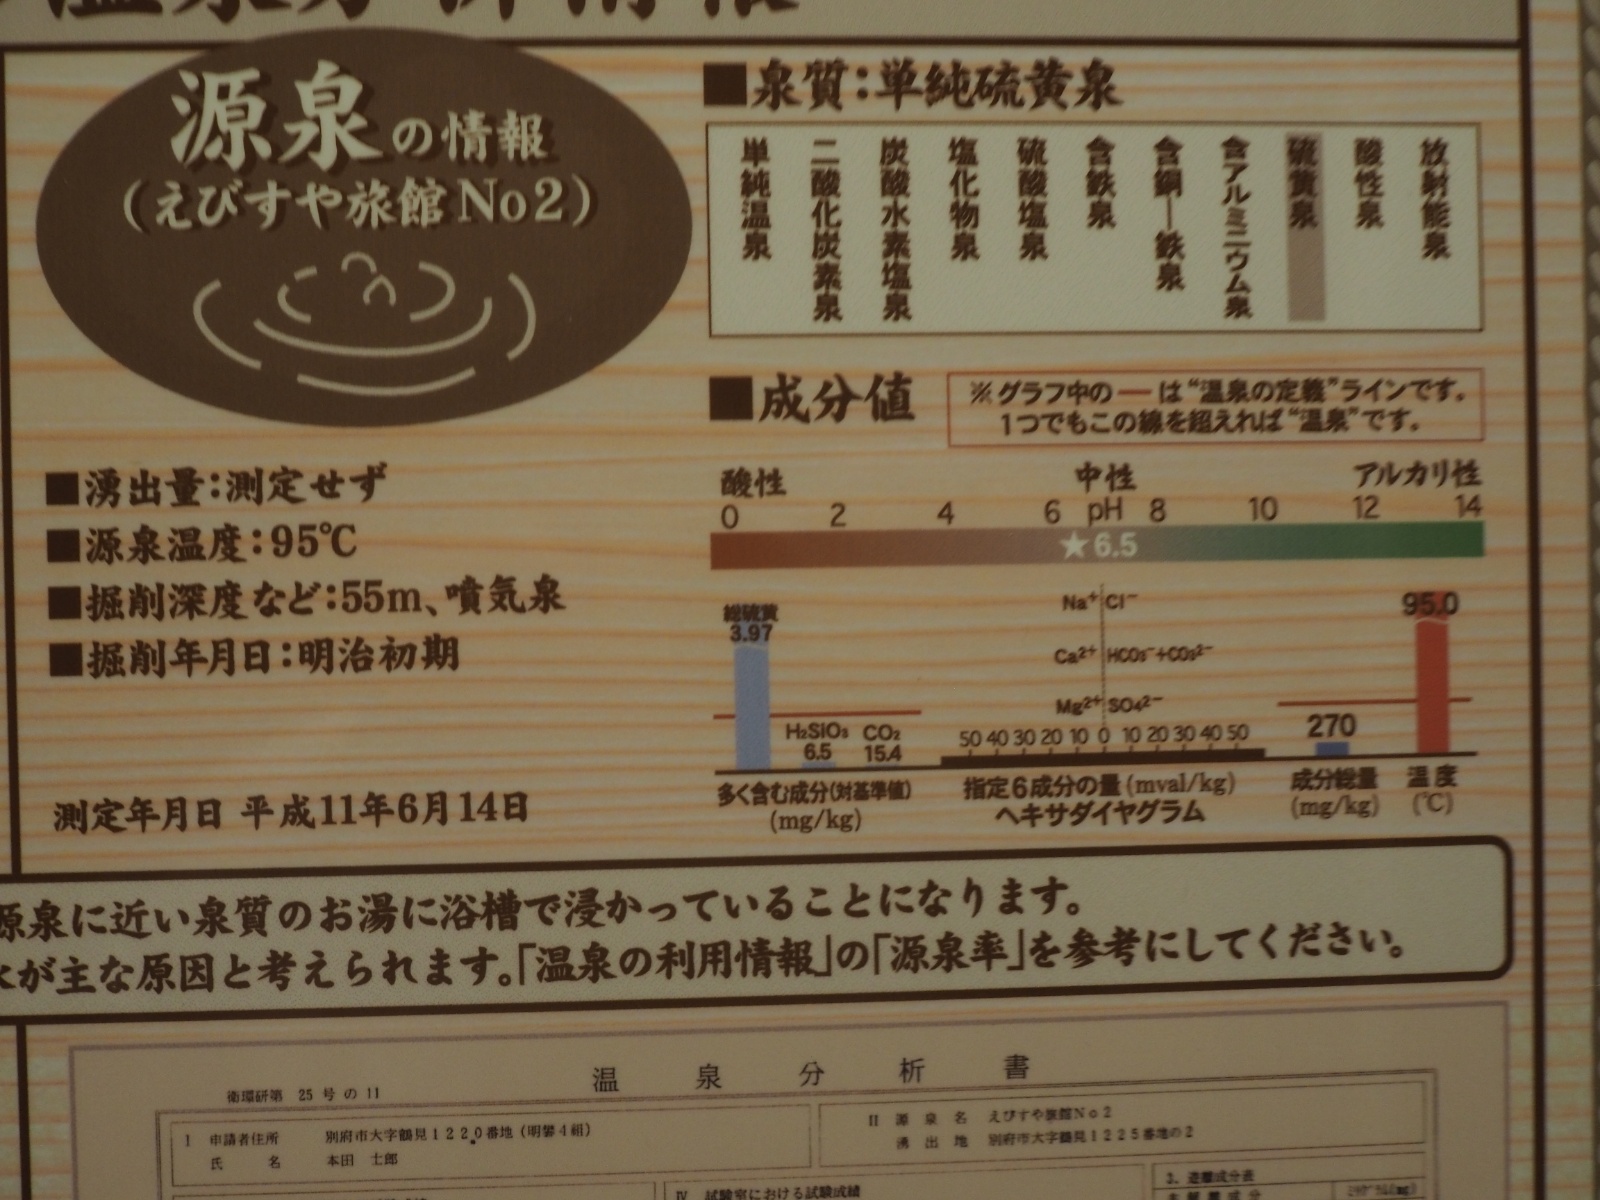 源泉の情報
(えびすや旅館No2)
■湧出量:測定せず
■源泉温度:95℃
■掘削深度など:55m、噴気泉
■掘削年月日:明治初期
測定年月日 平成11年6月14日
■泉質:単純硫黄泉
単純温泉
二酸化炭素泉
炭酸水素塩泉
塩化物泉
硫酸塩泉
含鉄泉
含銅―鉄泉
含アルミニウム泉
硫黄泉
酸性泉
放射能泉
■成分値
※グラフ中の ― は“温泉の定義”ラインです。
1つでもこの線を超えれば“温泉”です。
酸性 中性 アルカリ性
0 2 4 6 pH 8 10 12 14
★6.5
総硫黄
3.97
H₂SiO₃ CO₂
6.5 15.4
Na⁺ Cl⁻
Ca²⁺ HCO₃⁻+CO₃²⁻
Mg²⁺ SO₄²⁻
50 40 30 20 10 0 10 20 30 40 50
270
95.0
多く含む成分(対基準値)
(mg/kg)
指定6成分の量(mval/kg)
ヘキサダイヤグラム
成分総量
(mg/kg)
温度
(℃)
源泉に近い泉質のお湯に浴槽で浸かっていることになります。
が主な原因と考えられます。「温泉の利用情報」の「源泉率」を参考にしてください。
温泉分析書
衛環研第 25 号の11
I 申請者住所 別府市大字鶴見1220番地(明礬4組)
氏名 本田 士郎
II 源泉名 えびすや旅館No2
湧出地 別府市大字鶴見1225番地の2
IV 試験室における試験成績
3. 遊離成分表